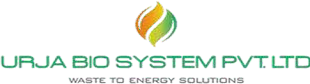 URJA BIO SYSTEM PVT. LTD
WASTE TO ENERGY SOLUTIONS